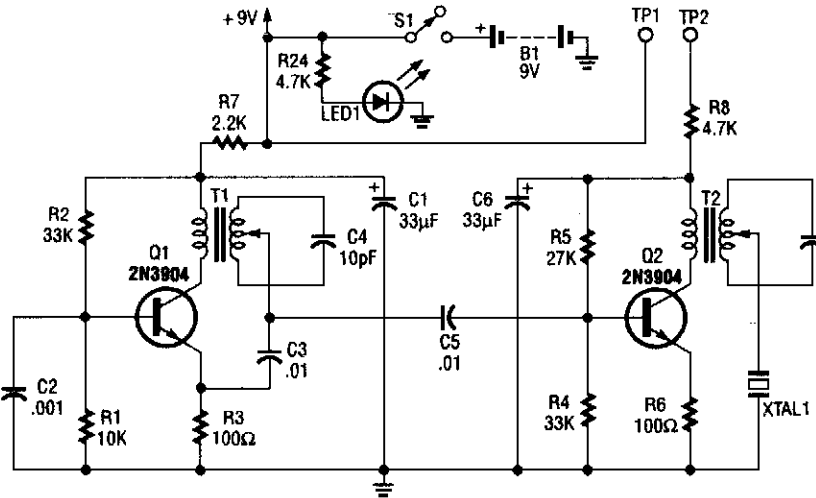 +9V
S1
TP1
TP2
R24
4.7K
B1
9V
LED1
R7
2.2K
R8
4.7K
T1
T2
R2
33K
C1
33µF
C6
33µF
C4
10pF
R5
27K
Q1
2N3904
Q2
2N3904
C3
.01
C5
.01
C2
.001
R1
10K
R3
100Ω
R4
33K
R6
100Ω
XTAL1